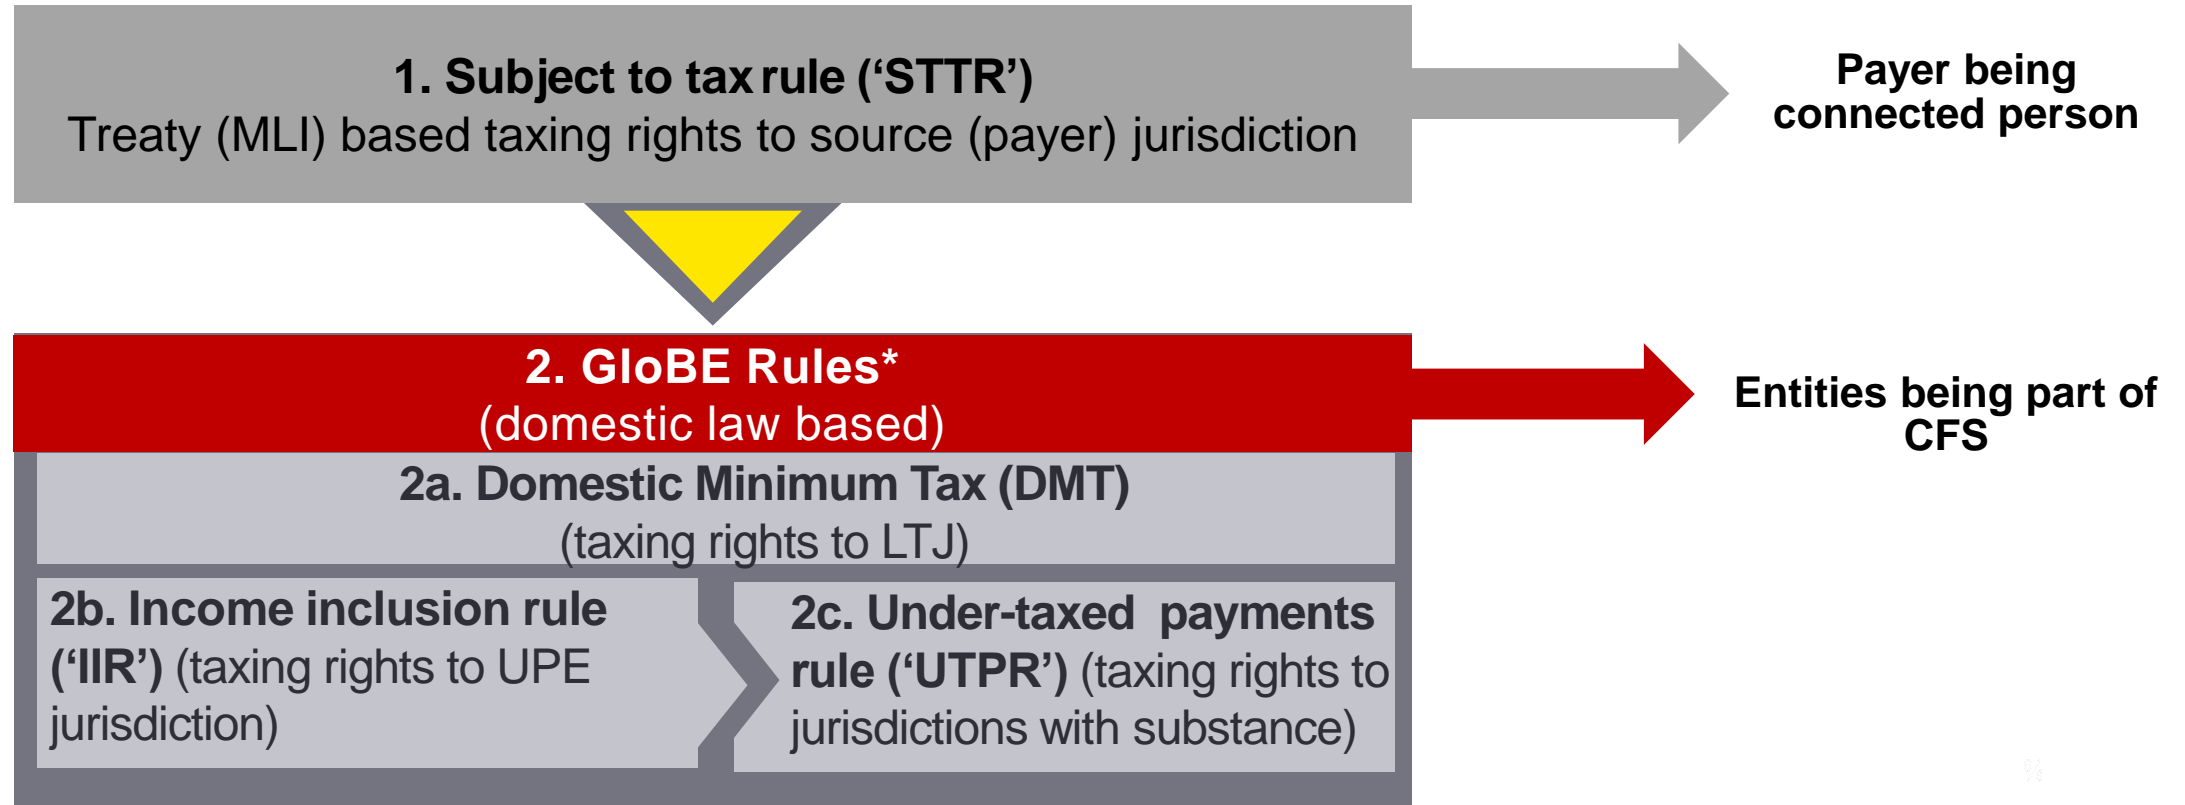 1. Subject to tax rule (‘STTR’)
Treaty (MLI) based taxing rights to source (payer) jurisdiction
Payer being
connected person
2. GloBE Rules*
(domestic law based)
Entities being part of
CFS
2a. Domestic Minimum Tax (DMT)
(taxing rights to LTJ)
2b. Income inclusion rule
(‘IIR’) (taxing rights to UPE
jurisdiction)
2c. Under-taxed payments
rule (‘UTPR’) (taxing rights to
jurisdictions with substance)